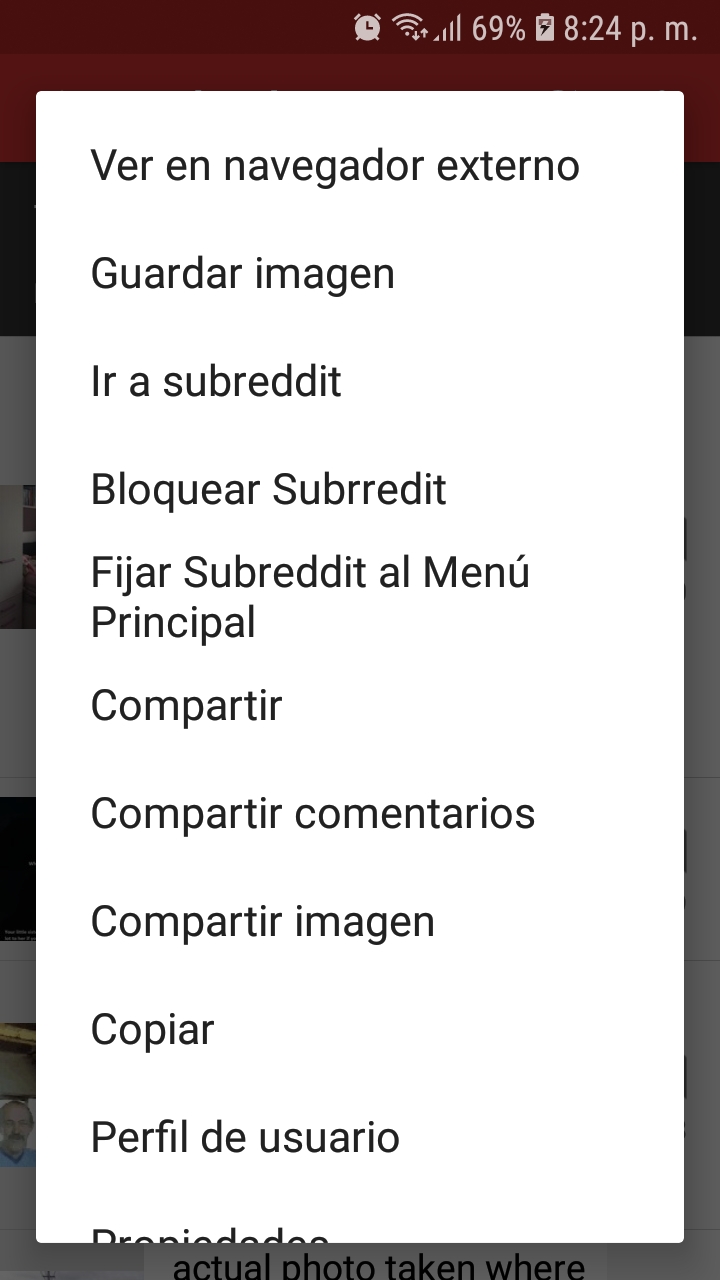 69% 8:24 p. m.
Ver en navegador externo
Guardar imagen
Ir a subreddit
Bloquear Subrredit
Fijar Subreddit al Menú
Principal
Compartir
Compartir comentarios
Compartir imagen
Copiar
Perfil de usuario
Propiedades
actual photo taken where